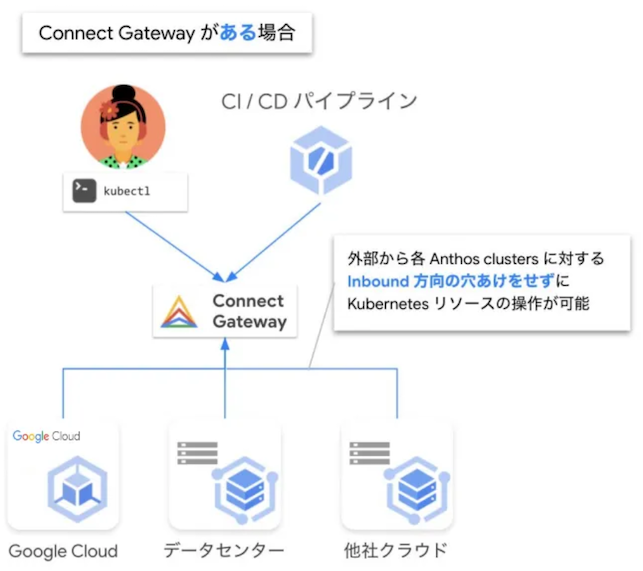 Connect Gateway がある場合
CI / CD パイプライン
kubectl
外部から各 Anthos clusters に対する
Inbound 方向の穴あけをせずに
Kubernetes リソースの操作が可能
Connect
Gateway
Google Cloud
Google Cloud
データセンター
他社クラウド